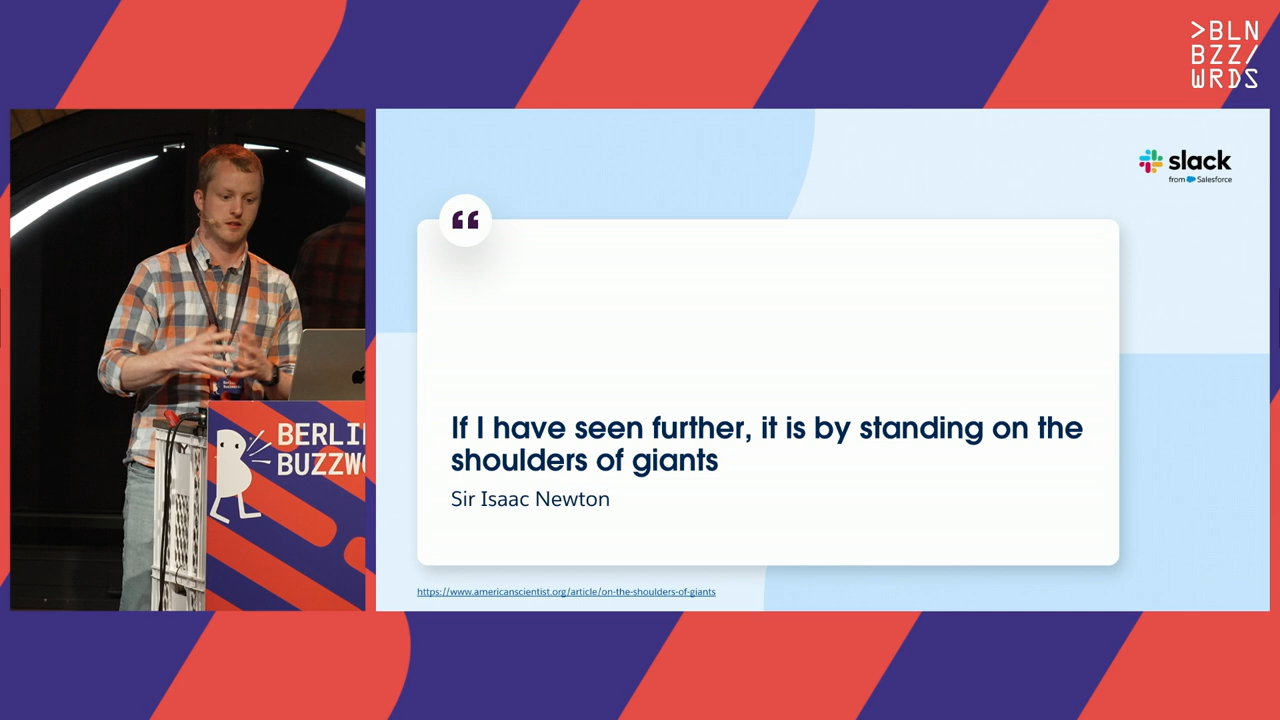 >BLN
BZZ/
WRDS
slack
from Salesforce
“
If I have seen further, it is by standing on the
shoulders of giants
Sir Isaac Newton
https://www.americanscientist.org/article/on-the-shoulders-of-giants
BERLI
BUZZW